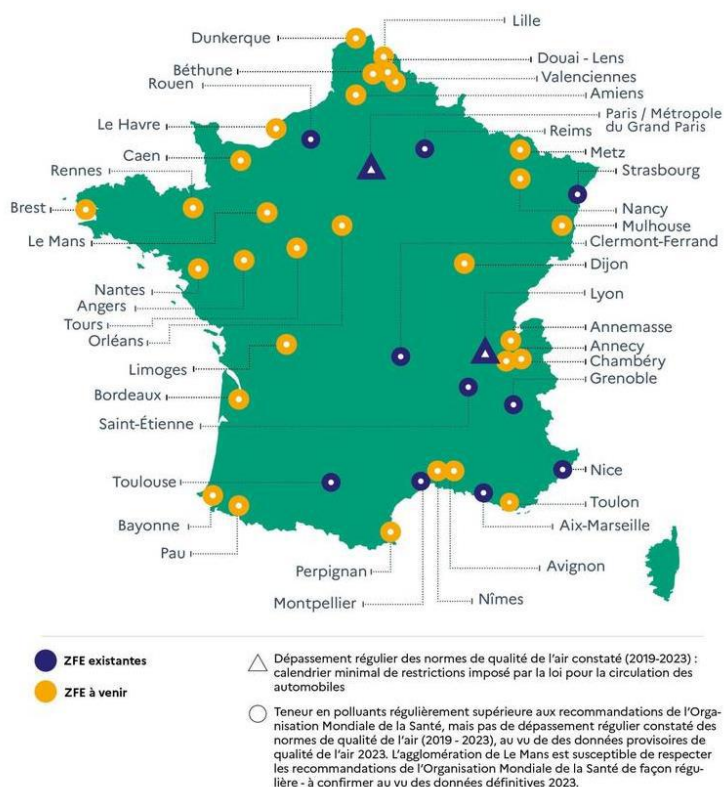 Lille
Dunkerque
Douai - Lens
Béthune
Valenciennes
Rouen
Amiens
Paris / Métropole
du Grand Paris
Le Havre
Reims
Caen
Metz
Rennes
Strasbourg
Brest
Nancy
Le Mans
Mulhouse
Clermont-Ferrand
Nantes
Dijon
Angers
Lyon
Tours
Orléans
Annemasse
Annecy
Limoges
Chambéry
Grenoble
Bordeaux
Saint-Étienne
Toulouse
Nice
Toulon
Bayonne
Aix-Marseille
Pau
Perpignan
Avignon
Montpellier
Nîmes
ZFE existantes
ZFE à venir
Dépassement régulier des normes de qualité de l'air constaté (2019-2023) :
calendrier minimal de restrictions imposé par la loi pour la circulation des
automobiles
Teneur en polluants régulièrement supérieure aux recommandations de l'Orga-
nisation Mondiale de la Santé, mais pas de dépassement régulier constaté des
normes de qualité de l'air (2019 - 2023), au vu de des données provisoires de
qualité de l'air 2023. L'agglomération de Le Mans est susceptible de respecter
les recommandations de l'Organisation Mondiale de la Santé de façon régu-
lière - à confirmer au vu des données définitives 2023.